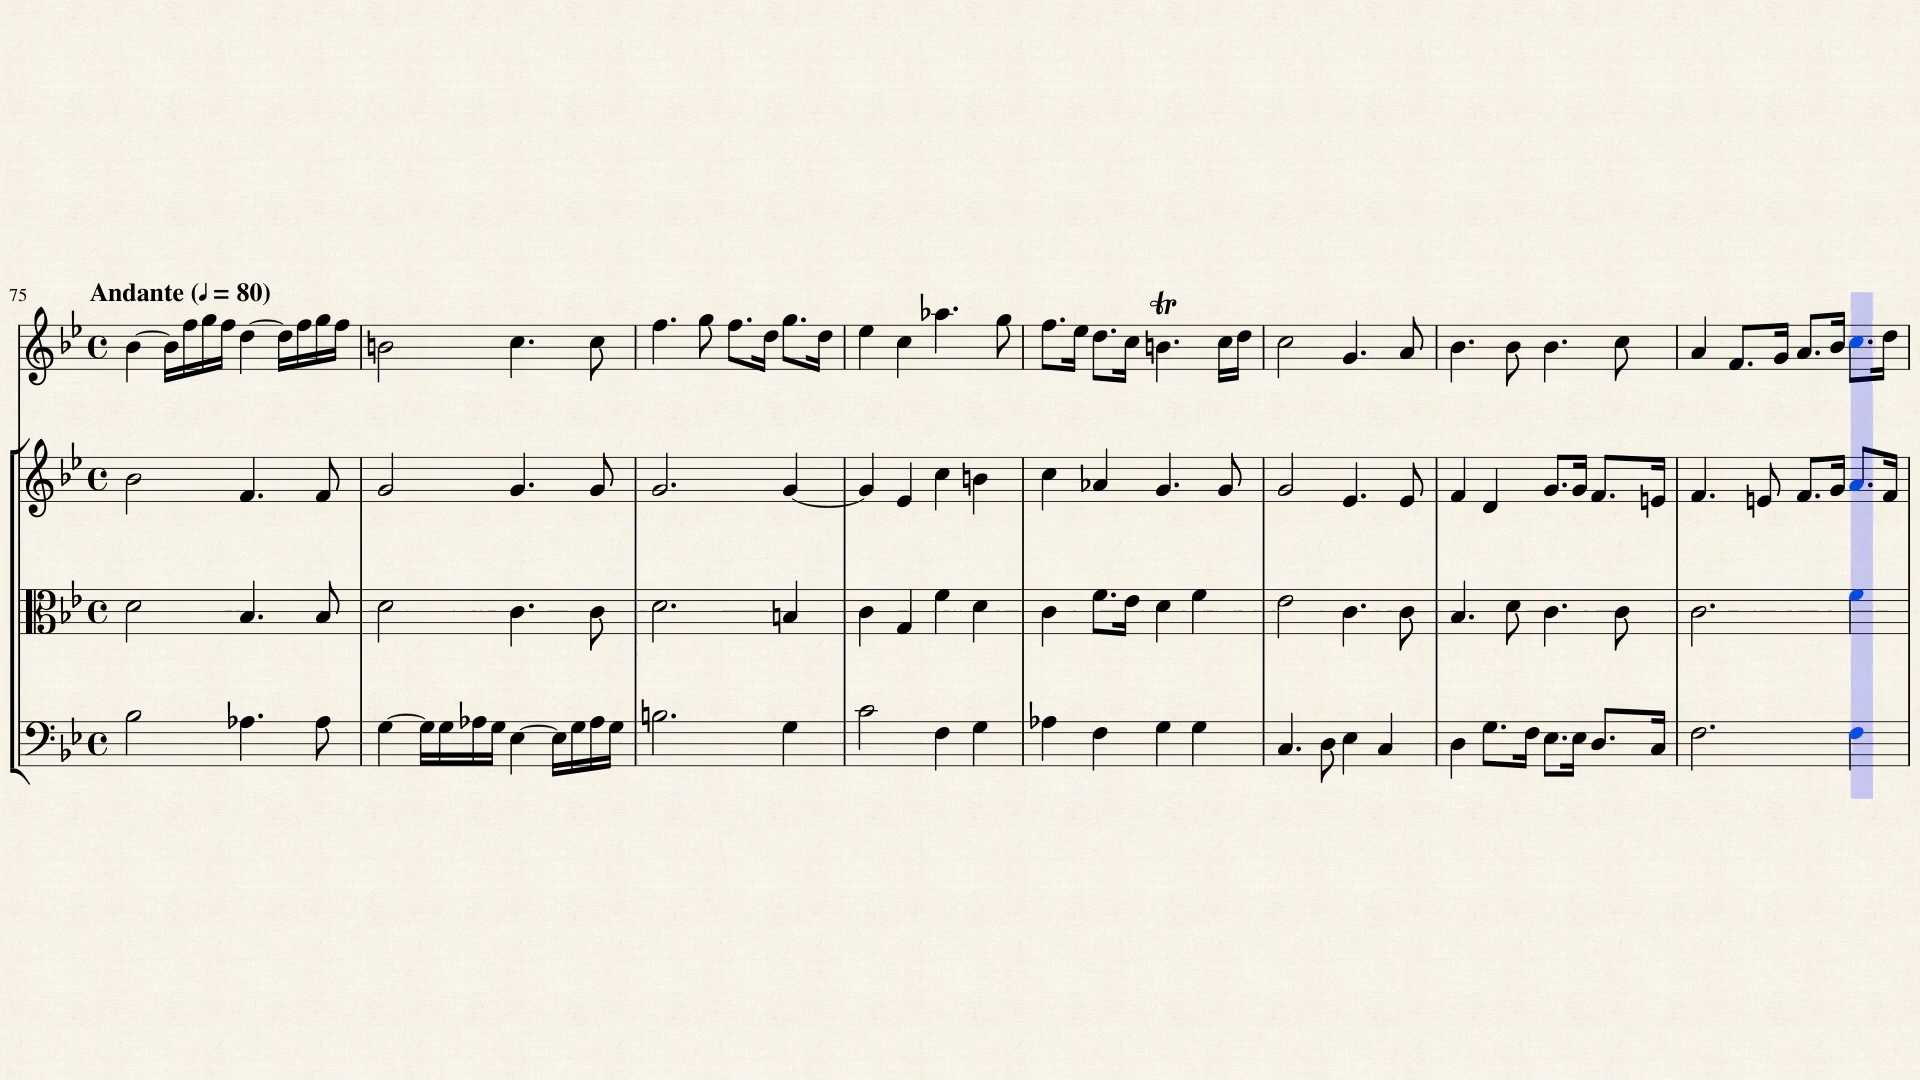 75
Andante (♩ = 80)
tr